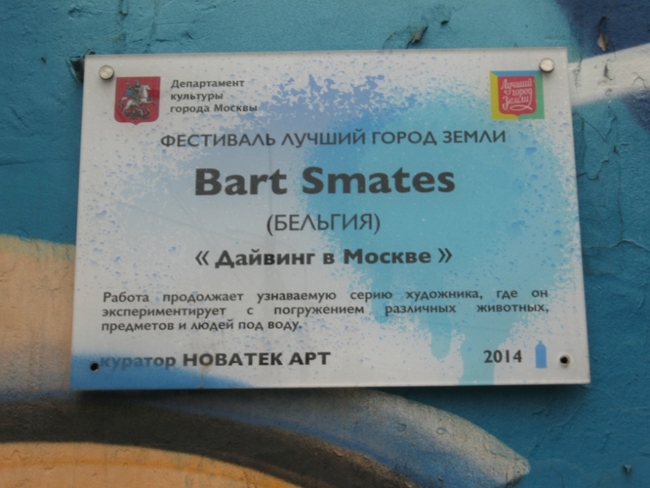 Департамент
культуры
города Москвы
Лучший
город
Земли
ФЕСТИВАЛЬ ЛУЧШИЙ ГОРОД ЗЕМЛИ
Bart Smates
(БЕЛЬГИЯ)
« Дайвинг в Москве »
Работа продолжает узнаваемую серию художника, где он
экспериментирует с погружением различных животных,
предметов и людей под воду.
куратор НОВАТЕК АРТ 2014